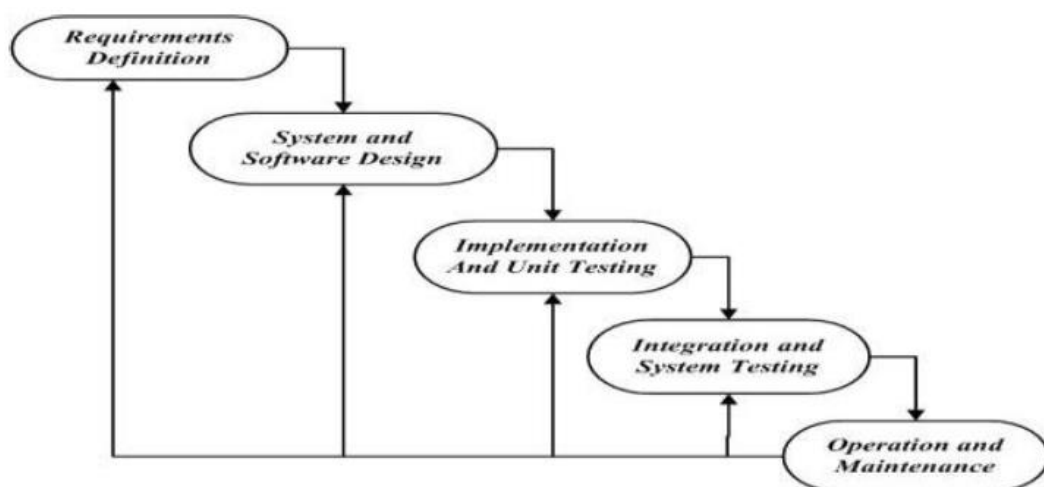 Requirements
Definition
System and
Software Design
Implementation
And Unit Testing
Integration and
System Testing
Operation and
Maintenance